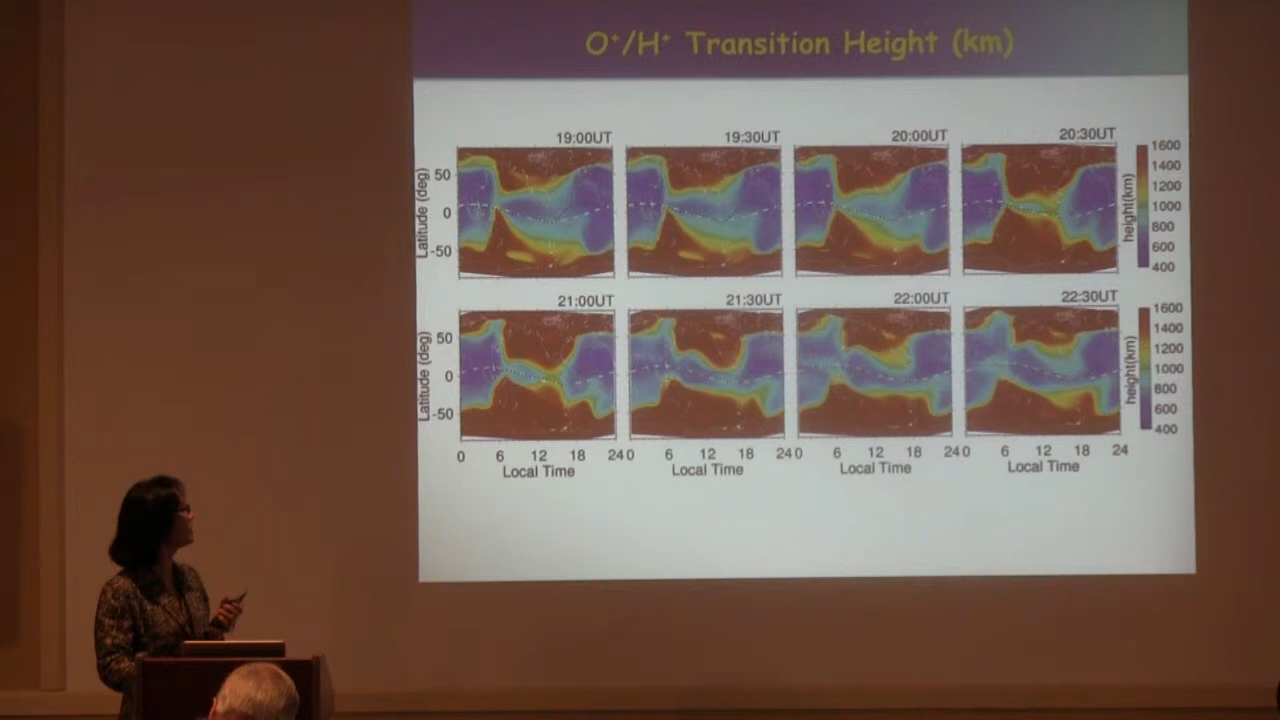 O⁺/H⁺ Transition Height (km)
19:00UT 19:30UT 20:00UT 20:30UT
Latitude (deg)
50
0
-50
height(km)
1600
1400
1200
1000
800
600
400
21:00UT 21:30UT 22:00UT 22:30UT
Latitude (deg)
50
0
-50
height(km)
1600
1400
1200
1000
800
600
400
0 6 12 18 24 0 6 12 18 24 0 6 12 18 24 0 6 12 18 24
Local Time Local Time Local Time Local Time